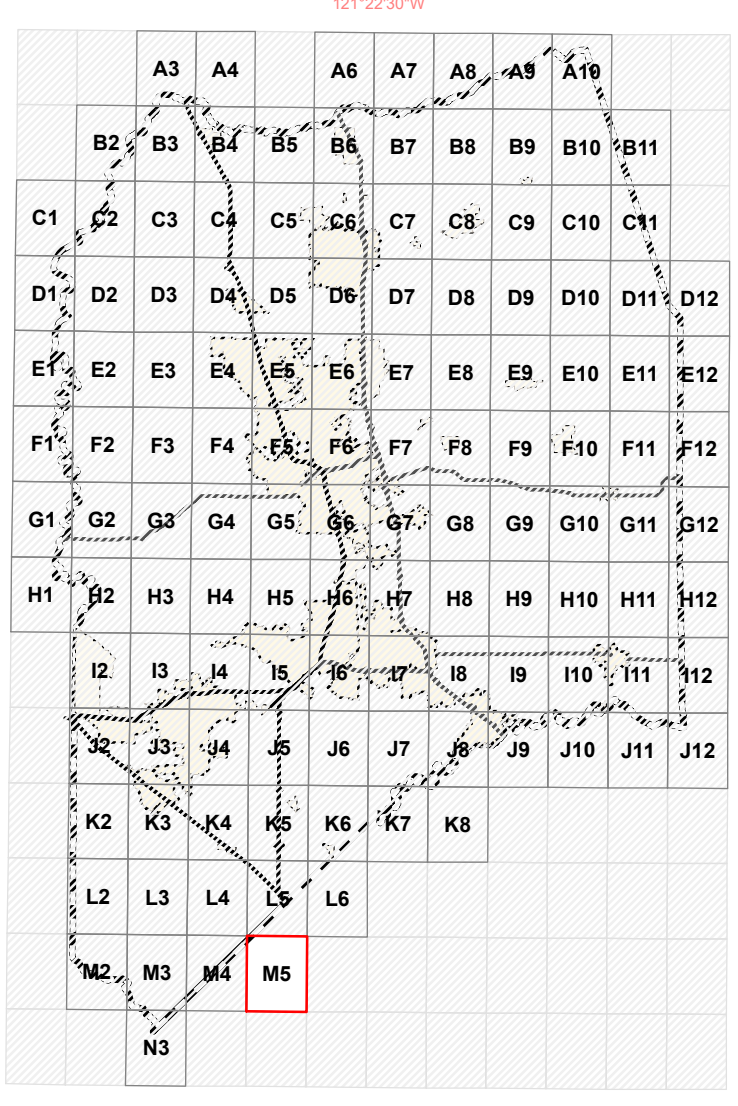 121°22'30"W
A3 A4 A6 A7 A8 A9 A10
B2 B3 B4 B5 B6 B7 B8 B9 B10 B11
C1 C2 C3 C4 C5 C6 C7 C8 C9 C10 C11
D1 D2 D3 D4 D5 D6 D7 D8 D9 D10 D11 D12
E1 E2 E3 E4 E5 E6 E7 E8 E9 E10 E11 E12
F1 F2 F3 F4 F5 F6 F7 F8 F9 F10 F11 F12
G1 G2 G3 G4 G5 G6 G7 G8 G9 G10 G11 G12
H1 H2 H3 H4 H5 H6 H7 H8 H9 H10 H11 H12
I2 I3 I4 I5 I6 I7 I8 I9 I10 I11 I12
J2 J3 J4 J5 J6 J7 J8 J9 J10 J11 J12
K2 K3 K4 K5 K6 K7 K8
L2 L3 L4 L5 L6
M2 M3 M4 M5
N3